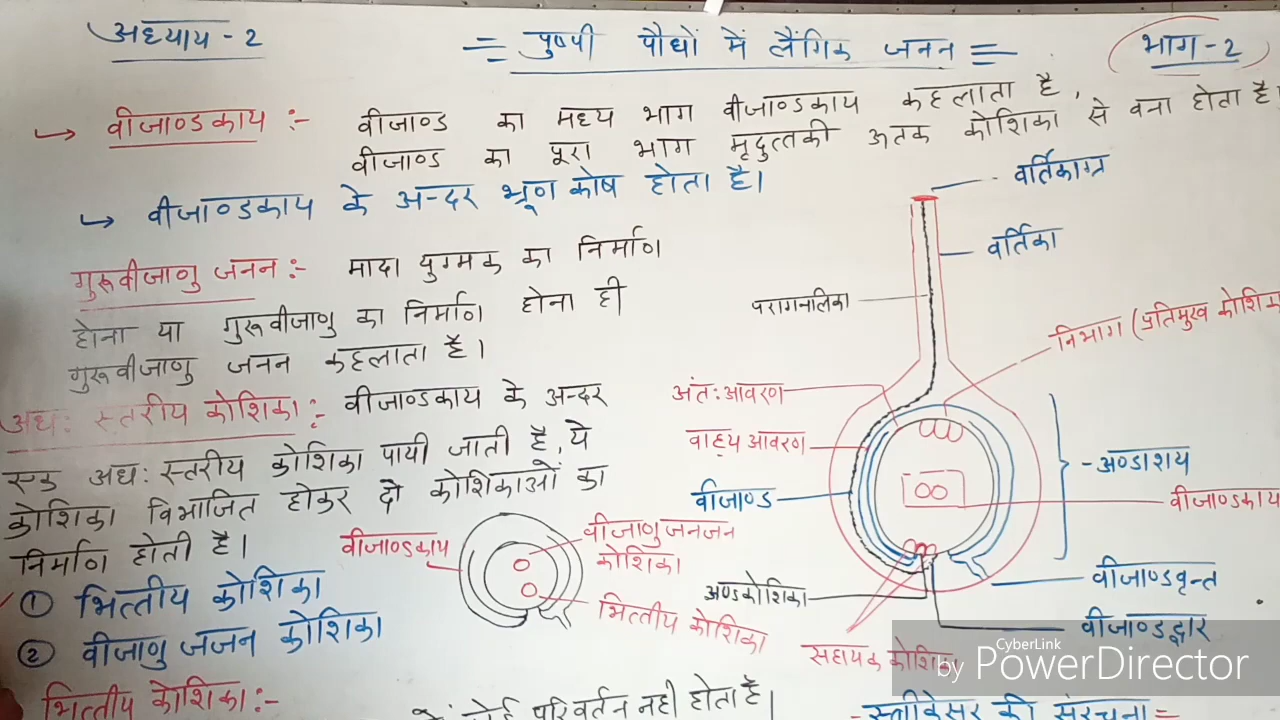 अध्याय - 2
= पुष्पी पौधों में लैंगिक जनन =
भाग - 2
→ वीजाण्डकाय :- वीजाण्ड का मध्य भाग वीजाण्डकाय कहलाता है,
वीजाण्ड का पूरा भाग मृदुत्तकी ऊतक कोशिका से बना होता है।
→ वीजाण्डकाय के अन्दर भ्रूण कोष होता है।
गुरूवीजाणु जनन :- मादा युग्मक का निर्माण
होना या गुरूवीजाणु का निर्माण होना ही
गुरूवीजाणु जनन कहलाता है।
अधः स्तरीय कोशिका :- वीजाण्डकाय के अन्दर
एक अधः स्तरीय कोशिका पायी जाती है, ये
कोशिका विभाजित होकर दो कोशिकाओं का
निर्माण होती है।
① भित्तीय कोशिका
② वीजाणु जजन कोशिका
भित्तीय कोशिका :-
कोई परिवर्तन नही होता है।
वीजाण्डकाय
वीजाणु जनजन
कोशिका
भित्तीय कोशिका
वर्तिकाग्र
वर्तिका
परागनलिका
निभाग (प्रतिमुख कोशिका
अंतः आवरण
वाह्य आवरण
वीजाण्ड
- अण्डाशय
वीजाण्डकाय
अण्डकोशिका
वीजाण्डवृन्त
वीजाण्डद्वार
सहायक कोशिका
- स्त्रीकेसर की संरचना =
CyberLink
by PowerDirector